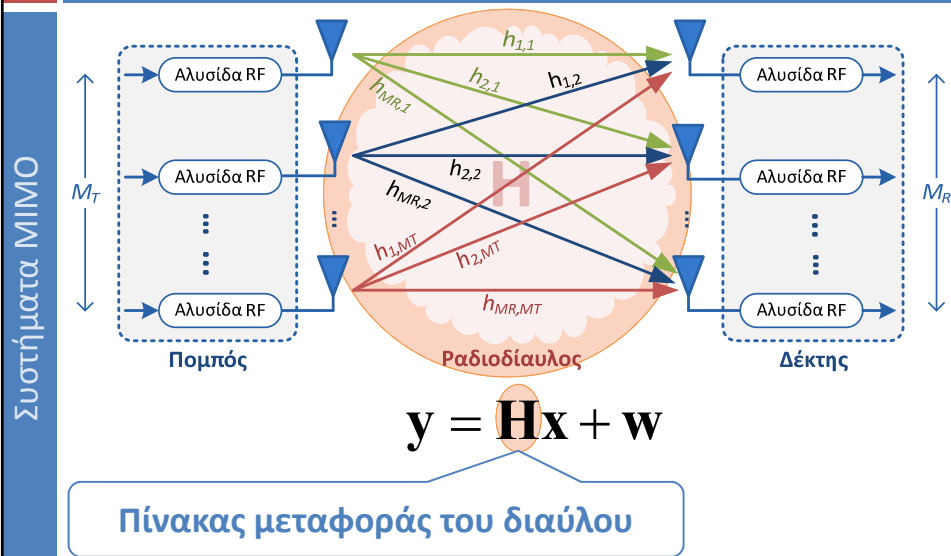 Συστήματα MIMO
M_T
Αλυσίδα RF
Αλυσίδα RF
Αλυσίδα RF
Πομπός
h_{1,1}
h_{2,1}
h_{MR,1}
h_{1,2}
h_{2,2}
h_{MR,2}
h_{1,MT}
h_{2,MT}
h_{MR,MT}
H
Ραδιοδίαυλος
Αλυσίδα RF
Αλυσίδα RF
Αλυσίδα RF
Δέκτης
M_R
y = Hx + w
Πίνακας μεταφοράς του διαύλου